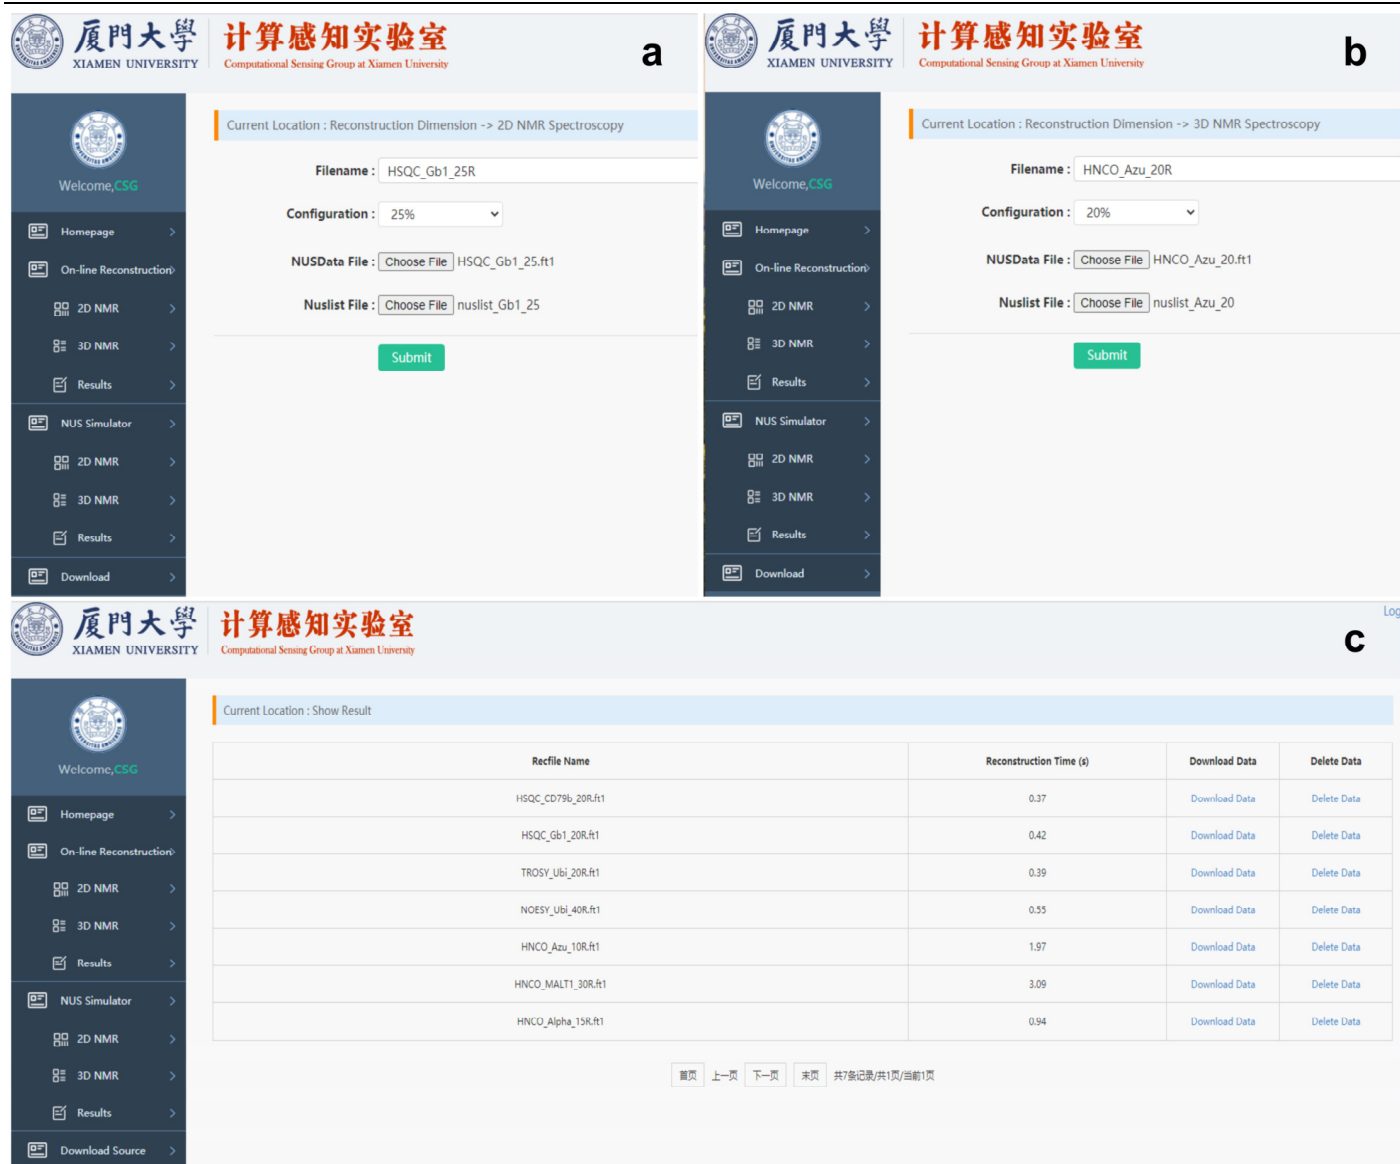 厦門大學
XIAMEN UNIVERSITY
计算感知实验室
Computational Sensing Group at Xiamen University
a
Welcome,CSG
Homepage
On-line Reconstruction
2D NMR
3D NMR
Results
NUS Simulator
2D NMR
3D NMR
Results
Download
Current Location : Reconstruction Dimension -> 2D NMR Spectroscopy
Filename : HSQC_Gb1_25R
Configuration : 25%
NUSData File : Choose File HSQC_Gb1_25.ft1
Nuslist File : Choose File nuslist_Gb1_25
Submit
厦門大學
XIAMEN UNIVERSITY
计算感知实验室
Computational Sensing Group at Xiamen University
b
Welcome,CSG
Homepage
On-line Reconstruction
2D NMR
3D NMR
Results
NUS Simulator
2D NMR
3D NMR
Results
Download
Current Location : Reconstruction Dimension -> 3D NMR Spectroscopy
Filename : HNCO_Azu_20R
Configuration : 20%
NUSData File : Choose File HNCO_Azu_20.ft1
Nuslist File : Choose File nuslist_Azu_20
Submit
厦門大學
XIAMEN UNIVERSITY
计算感知实验室
Computational Sensing Group at Xiamen University
Log
c
Welcome,CSG
Homepage
On-line Reconstruction
2D NMR
3D NMR
Results
NUS Simulator
2D NMR
3D NMR
Results
Download Source
Current Location : Show Result
Recfile Name Reconstruction Time (s) Download Data Delete Data
HSQC_CD79b_20R.ft1 0.37 Download Data Delete Data
HSQC_Gb1_20R.ft1 0.42 Download Data Delete Data
TROSY_Ubi_20R.ft1 0.39 Download Data Delete Data
NOESY_Ubi_40R.ft1 0.55 Download Data Delete Data
HNCO_Azu_10R.ft1 1.97 Download Data Delete Data
HNCO_MALT1_30R.ft1 3.09 Download Data Delete Data
HNCO_Alpha_15R.ft1 0.94 Download Data Delete Data
首页 上一页 下一页 末页 共7条记录/共1页/当前1页